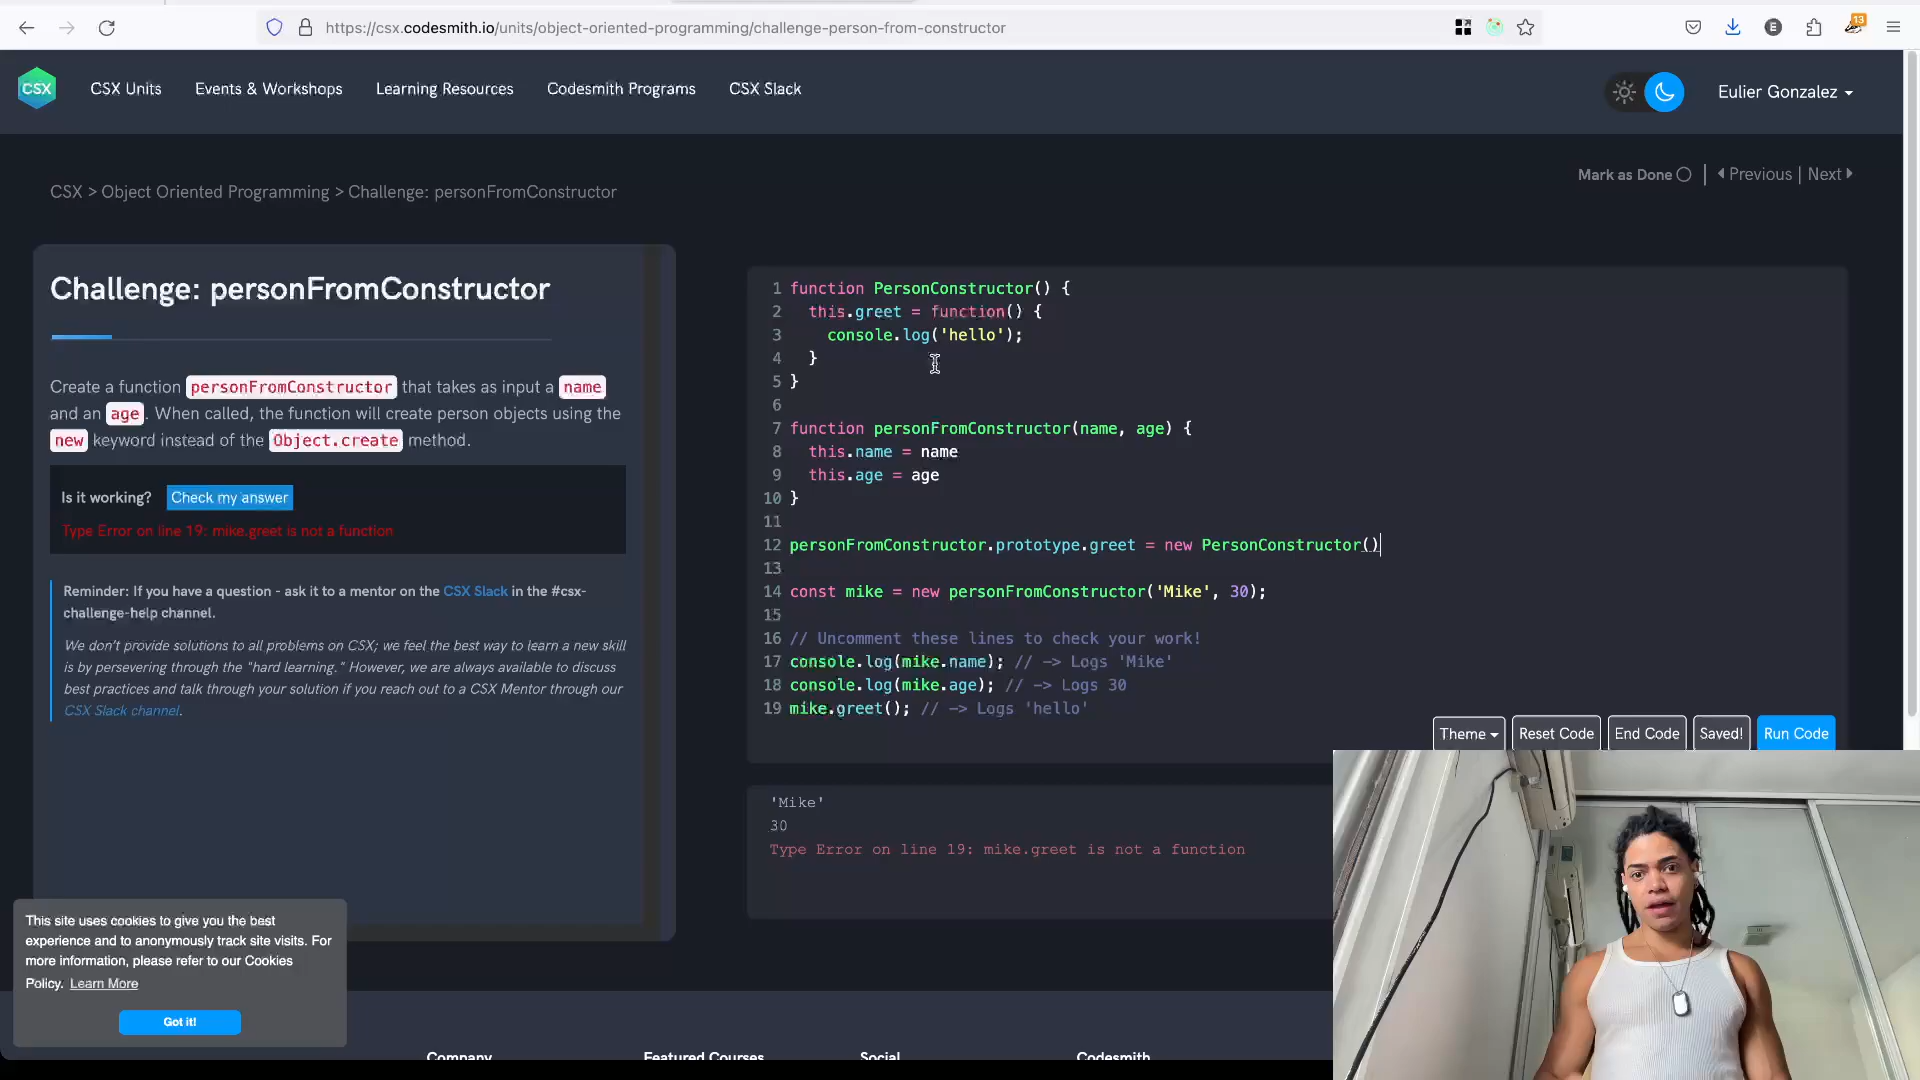 https://csx.codesmith.io/units/object-oriented-programming/challenge-person-from-constructor
E
13
CSX
CSX Units
Events & Workshops
Learning Resources
Codesmith Programs
CSX Slack
Eulier Gonzalez
Mark as Done
Previous | Next
CSX > Object Oriented Programming > Challenge: personFromConstructor
Challenge: personFromConstructor
Create a function personFromConstructor that takes as input a name
and an age. When called, the function will create person objects using the
new keyword instead of the Object.create method.
Is it working? Check my answer
Type Error on line 19: mike.greet is not a function
Reminder: If you have a question - ask it to a mentor on the CSX Slack in the #csx-
challenge-help channel.
We don't provide solutions to all problems on CSX; we feel the best way to learn a new skill
is by persevering through the "hard learning." However, we are always available to discuss
best practices and talk through your solution if you reach out to a CSX Mentor through our
CSX Slack channel.
1 function PersonConstructor() {
2 this.greet = function() {
3 console.log('hello');
4 }
5 }
6
7 function personFromConstructor(name, age) {
8 this.name = name
9 this.age = age
10 }
11
12 personFromConstructor.prototype.greet = new PersonConstructor()
13
14 const mike = new personFromConstructor('Mike', 30);
15
16 // Uncomment these lines to check your work!
17 console.log(mike.name); // -> Logs 'Mike'
18 console.log(mike.age); // -> Logs 30
19 mike.greet(); // -> Logs 'hello'
Theme
Reset Code
End Code
Saved!
Run Code
'Mike'
30
Type Error on line 19: mike.greet is not a function
This site uses cookies to give you the best
experience and to anonymously track site visits. For
more information, please refer to our Cookies
Policy. Learn More
Got it!
Company
Featured Courses
Social
Codesmith